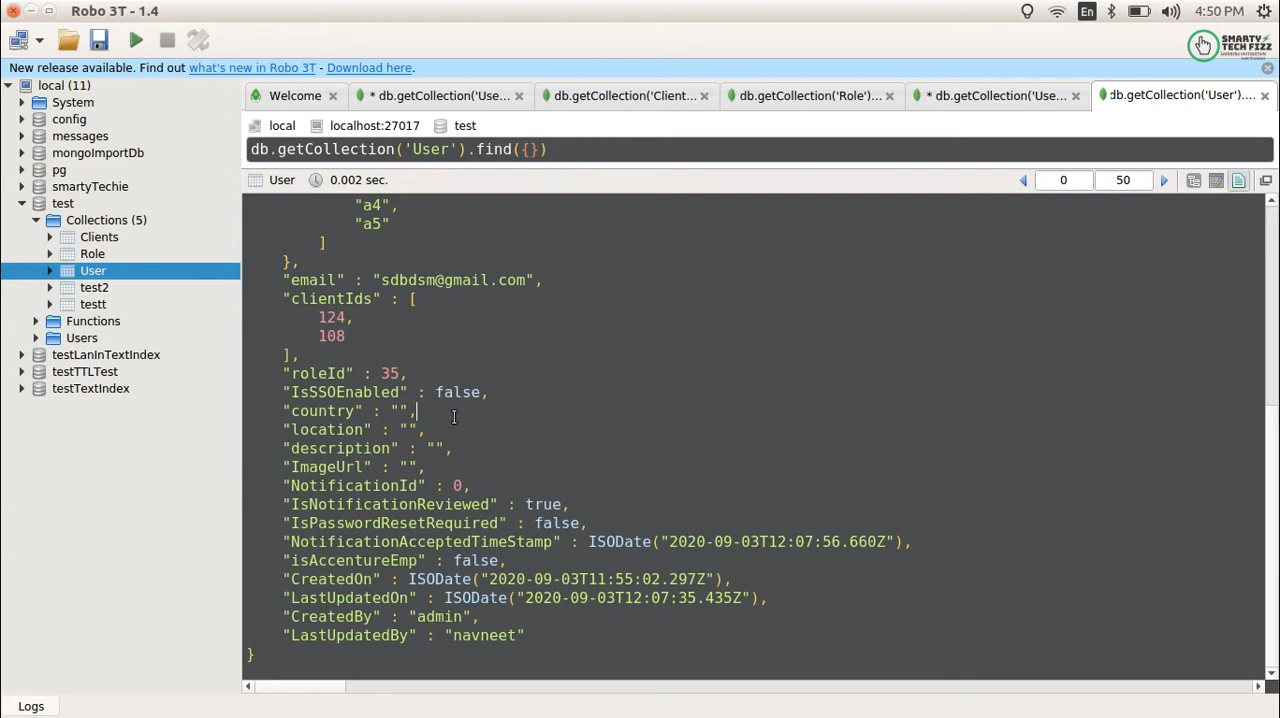 Robo 3T - 1.4
En
4:50 PM
SMARTY
TECH FIZZ
New release available. Find out what's new in Robo 3T - Download here.
local (11)
System
config
messages
mongoImportDb
pg
smartyTechie
test
Collections (5)
Clients
Role
User
test2
testt
Functions
Users
testLanInTextIndex
testTTLTest
testTextIndex
Logs
Welcome
* db.getCollection('Use...
db.getCollection('Client...
db.getCollection('Role')...
* db.getCollection('Use...
db.getCollection('User')....
local
localhost:27017
test
db.getCollection('User').find({})
User
0.002 sec.
0
50
"a4",
"a5"
]
},
"email" : "sdbdsm@gmail.com",
"clientIds" : [
124,
108
],
"roleId" : 35,
"IsSSOEnabled" : false,
"country" : "",
"location" : "",
"description" : "",
"ImageUrl" : "",
"NotificationId" : 0,
"IsNotificationReviewed" : true,
"IsPasswordResetRequired" : false,
"NotificationAcceptedTimeStamp" : ISODate("2020-09-03T12:07:56.660Z"),
"isAccentureEmp" : false,
"CreatedOn" : ISODate("2020-09-03T11:55:02.297Z"),
"LastUpdatedOn" : ISODate("2020-09-03T12:07:35.435Z"),
"CreatedBy" : "admin",
"LastUpdatedBy" : "navneet"
}